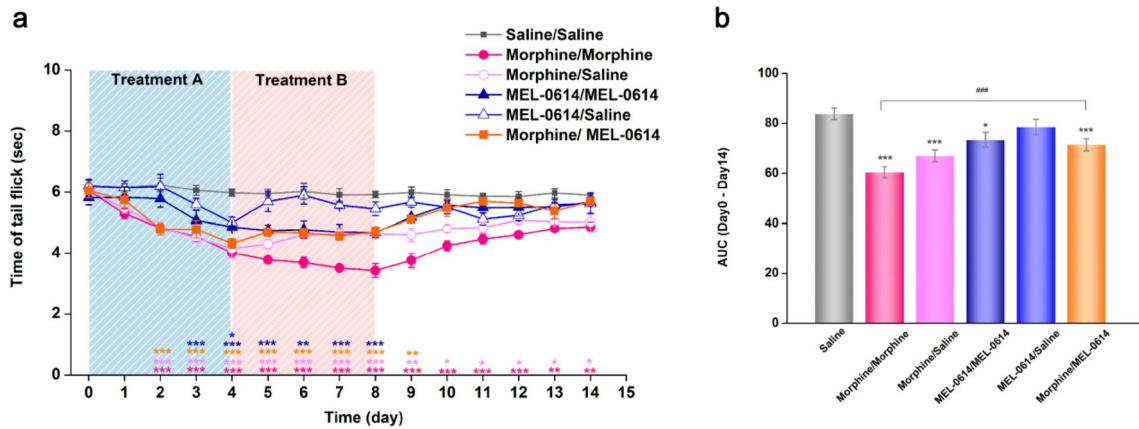 a
Saline/Saline
Morphine/Morphine
Morphine/Saline
MEL-0614/MEL-0614
MEL-0614/Saline
Morphine/ MEL-0614
Treatment A
Treatment B
Time of tail flick (sec)
10
8
6
4
2
0
*
*** *** *** ** *** ***
*** *** *** *** *** *** *** **
*** *** *** *** *** *** ** * * * * *
*** *** *** *** *** *** *** *** *** *** *** ** **
0 1 2 3 4 5 6 7 8 9 10 11 12 13 14 15
Time (day)
b
AUC (Day0 - Day14)
100
80
60
40
20
0
###
***
***
*
***
Saline
Morphine/Morphine
Morphine/Saline
MEL-0614/MEL-0614
MEL-0614/Saline
Morphine/MEL-0614